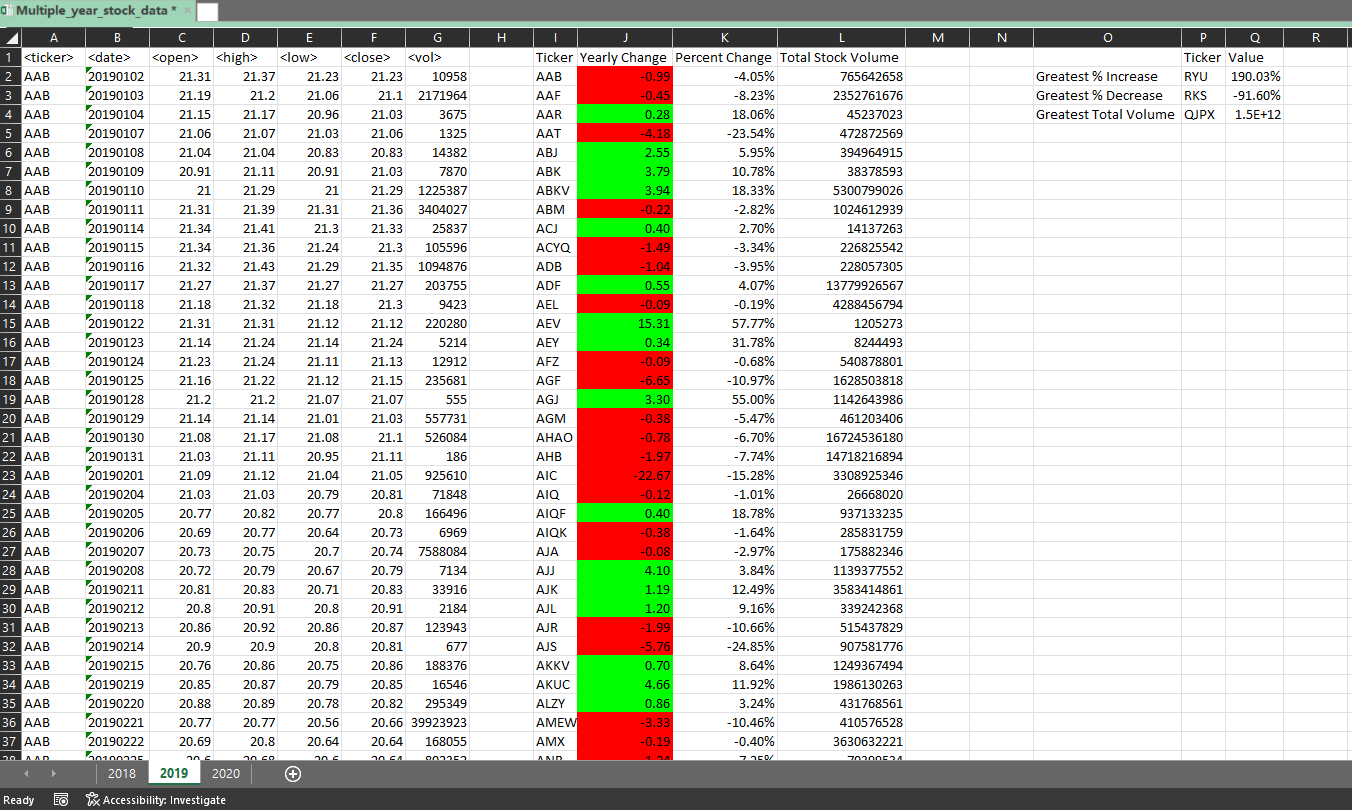 Multiple_year_stock_data *
A B C D E F G H I J K L M N O P Q R
1 <ticker> <date> <open> <high> <low> <close> <vol> Ticker Yearly Change Percent Change Total Stock Volume Ticker Value
2 AAB 20190102 21.31 21.37 21.23 21.23 10958 AAB -0.99 -4.05% 765642658 Greatest % Increase RYU 190.03%
3 AAB 20190103 21.19 21.2 21.06 21.1 2171964 AAF -0.45 -8.23% 2352761676 Greatest % Decrease RKS -91.60%
4 AAB 20190104 21.15 21.17 20.96 21.03 3675 AAR 0.28 18.06% 45237023 Greatest Total Volume QJPX 1.5E+12
5 AAB 20190107 21.06 21.07 21.03 21.06 1325 AAT -4.18 -23.54% 472872569
6 AAB 20190108 21.04 21.04 20.83 20.83 14382 ABJ 2.55 5.95% 394964915
7 AAB 20190109 20.91 21.11 20.91 21.03 7870 ABK 3.79 10.78% 38378593
8 AAB 20190110 21 21.29 21 21.29 1225387 ABKV 3.94 18.33% 5300799026
9 AAB 20190111 21.31 21.39 21.31 21.36 3404027 ABM -0.22 -2.82% 1024612939
10 AAB 20190114 21.34 21.41 21.3 21.33 25837 ACJ 0.40 2.70% 14137263
11 AAB 20190115 21.34 21.36 21.24 21.3 105596 ACYQ -1.49 -3.34% 226825542
12 AAB 20190116 21.32 21.43 21.29 21.35 1094876 ADB -1.04 -3.95% 228057305
13 AAB 20190117 21.27 21.37 21.27 21.27 203755 ADF 0.55 4.07% 13779926567
14 AAB 20190118 21.18 21.32 21.18 21.3 9423 AEL -0.09 -0.19% 4288456794
15 AAB 20190122 21.31 21.31 21.12 21.12 220280 AEV 15.31 57.77% 1205273
16 AAB 20190123 21.14 21.24 21.14 21.24 5214 AEY 0.34 31.78% 8244493
17 AAB 20190124 21.23 21.24 21.11 21.13 12912 AFZ -0.09 -0.68% 540878801
18 AAB 20190125 21.16 21.22 21.12 21.15 235681 AGF -6.65 -10.97% 1628503818
19 AAB 20190128 21.2 21.2 21.07 21.07 555 AGJ 3.30 55.00% 1142643986
20 AAB 20190129 21.14 21.14 21.01 21.03 557731 AGM -0.38 -5.47% 461203406
21 AAB 20190130 21.08 21.17 21.08 21.1 526084 AHAO -0.78 -6.70% 16724536180
22 AAB 20190131 21.03 21.11 20.95 21.11 186 AHB -1.97 -7.74% 14718216894
23 AAB 20190201 21.09 21.12 21.04 21.05 925610 AIC -22.67 -15.28% 3308925346
24 AAB 20190204 21.03 21.03 20.79 20.81 71848 AIQ -0.12 -1.01% 26668020
25 AAB 20190205 20.77 20.82 20.77 20.8 166496 AIQF 0.40 18.78% 937133235
26 AAB 20190206 20.69 20.77 20.64 20.73 6969 AIQK -0.38 -1.64% 285831759
27 AAB 20190207 20.73 20.75 20.7 20.74 7588084 AJA -0.08 -2.97% 175882346
28 AAB 20190208 20.72 20.79 20.67 20.79 7134 AJJ 4.10 3.84% 1139377552
29 AAB 20190211 20.81 20.83 20.71 20.83 33916 AJK 1.19 12.49% 3583414861
30 AAB 20190212 20.8 20.91 20.8 20.91 2184 AJL 1.20 9.16% 339242368
31 AAB 20190213 20.86 20.92 20.86 20.87 123943 AJR -1.99 -10.66% 515437829
32 AAB 20190214 20.9 20.9 20.8 20.81 677 AJS -5.76 -24.85% 907581776
33 AAB 20190215 20.76 20.86 20.75 20.86 188376 AKKV 0.70 8.64% 1249367494
34 AAB 20190219 20.85 20.87 20.79 20.85 16546 AKUC 4.66 11.92% 1986130263
35 AAB 20190220 20.88 20.89 20.78 20.82 295349 ALZY 0.86 3.24% 431768561
36 AAB 20190221 20.77 20.77 20.56 20.66 39923923 AMEW -3.33 -10.46% 410576528
37 AAB 20190222 20.69 20.8 20.64 20.64 168055 AMX -0.19 -0.40% 3630632221
2018 2019 2020
Ready Accessibility: Investigate